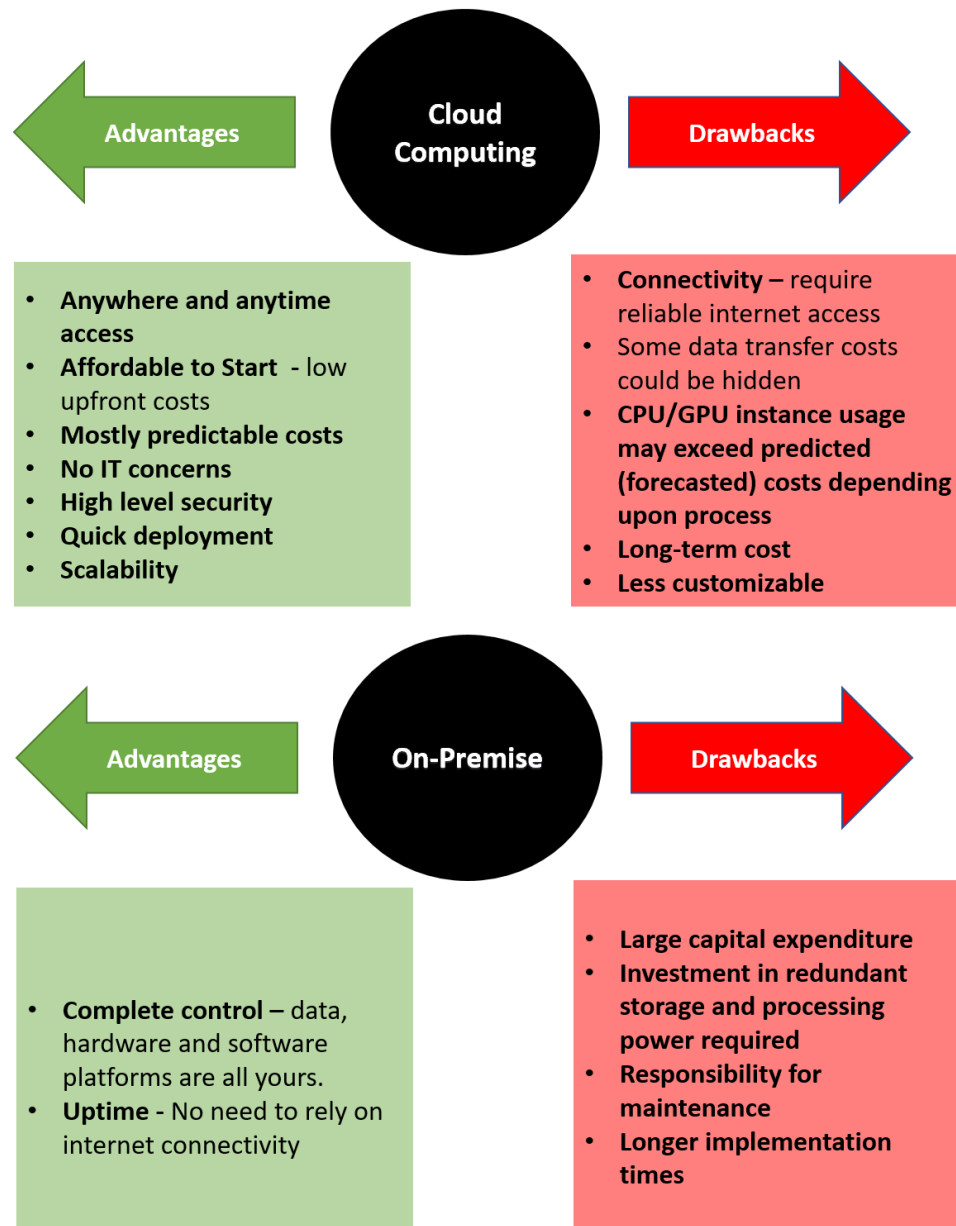 Advantages
Cloud
Computing
Drawbacks
• Anywhere and anytime
access
• Affordable to Start - low
upfront costs
• Mostly predictable costs
• No IT concerns
• High level security
• Quick deployment
• Scalability
• Connectivity – require
reliable internet access
• Some data transfer costs
could be hidden
• CPU/GPU instance usage
may exceed predicted
(forecasted) costs depending
upon process
• Long-term cost
• Less customizable
Advantages
On-Premise
Drawbacks
• Complete control – data,
hardware and software
platforms are all yours.
• Uptime - No need to rely on
internet connectivity
• Large capital expenditure
• Investment in redundant
storage and processing
power required
• Responsibility for
maintenance
• Longer implementation
times